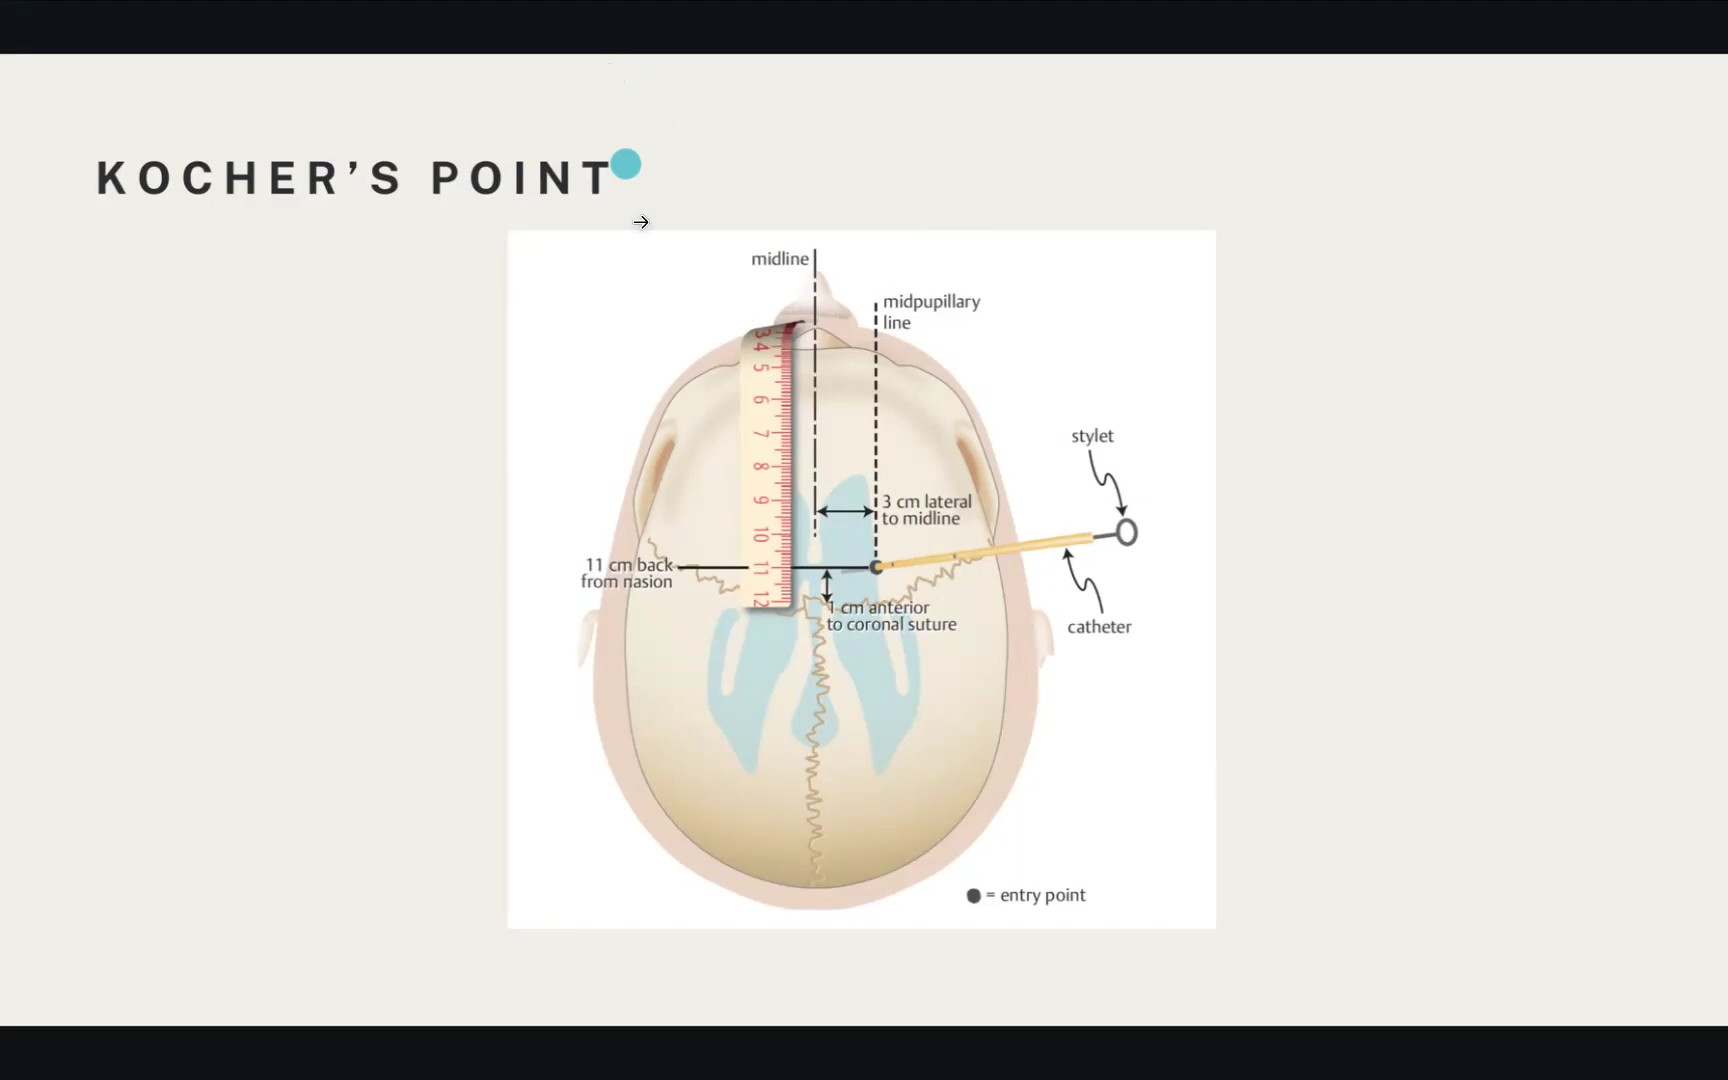 KOCHER’S POINT
midline
midpupillary
line
3
4
5
6
7
8
9
10
11
12
stylet
3 cm lateral
to midline
11 cm back
from nasion
1 cm anterior
to coronal suture
catheter
= entry point